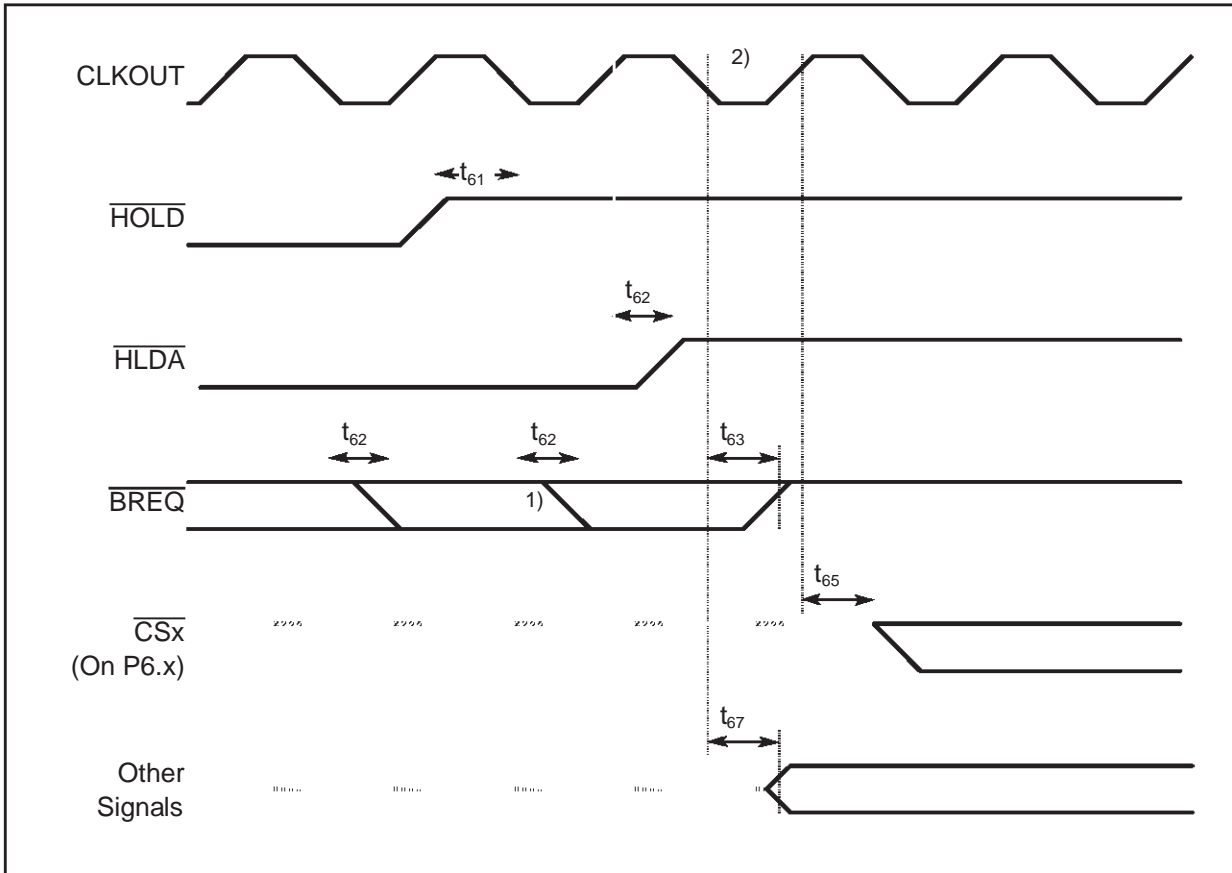 CLKOUT
2)
t61
HOLD
t62
HLDA
t62
t62
t63
BREQ
1)
t65
CSx
(On P6.x)
t67
Other
Signals